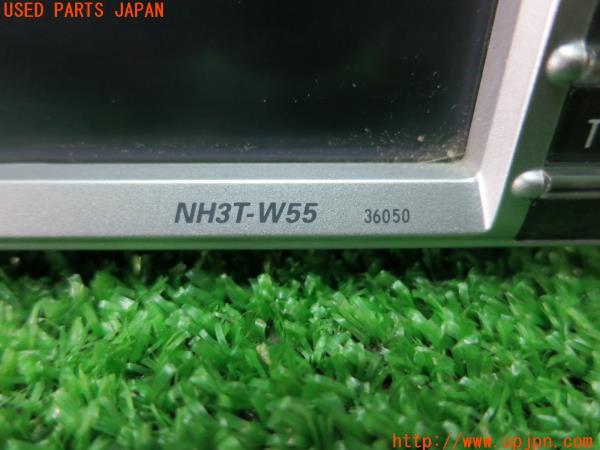 USED PARTS JAPAN
T
NH3T-W55 36050
http://www.upjpn.com/